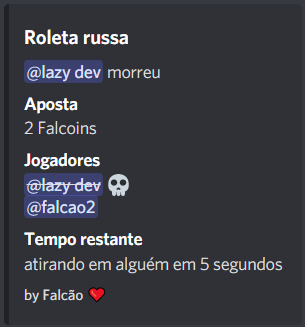 Roleta russa
@lazy dev morreu
Aposta
2 Falcoins
Jogadores
@lazy dev 💀
@falcao2
Tempo restante
atirando em alguém em 5 segundos
by Falcão ❤️